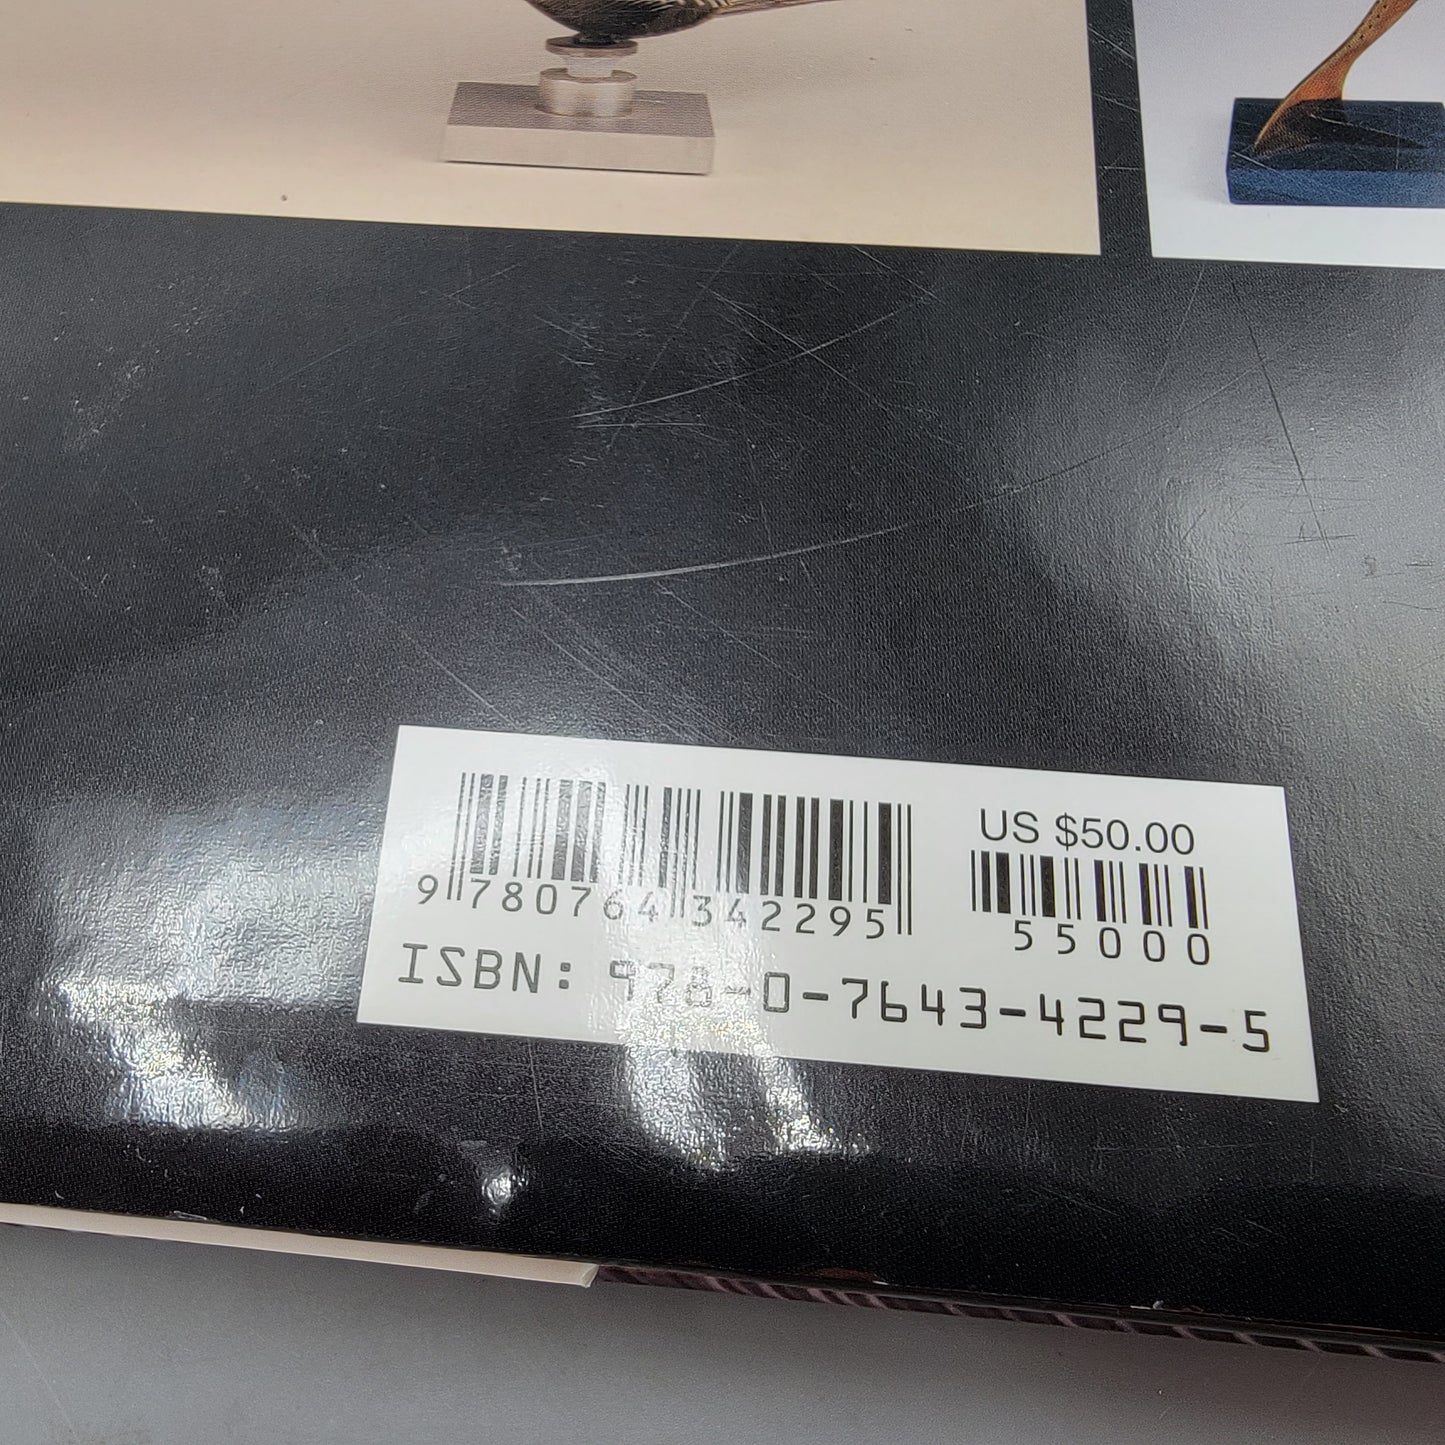 US $50.00
9 780764 342295
55000
ISBN: 978-0-7643-4229-5